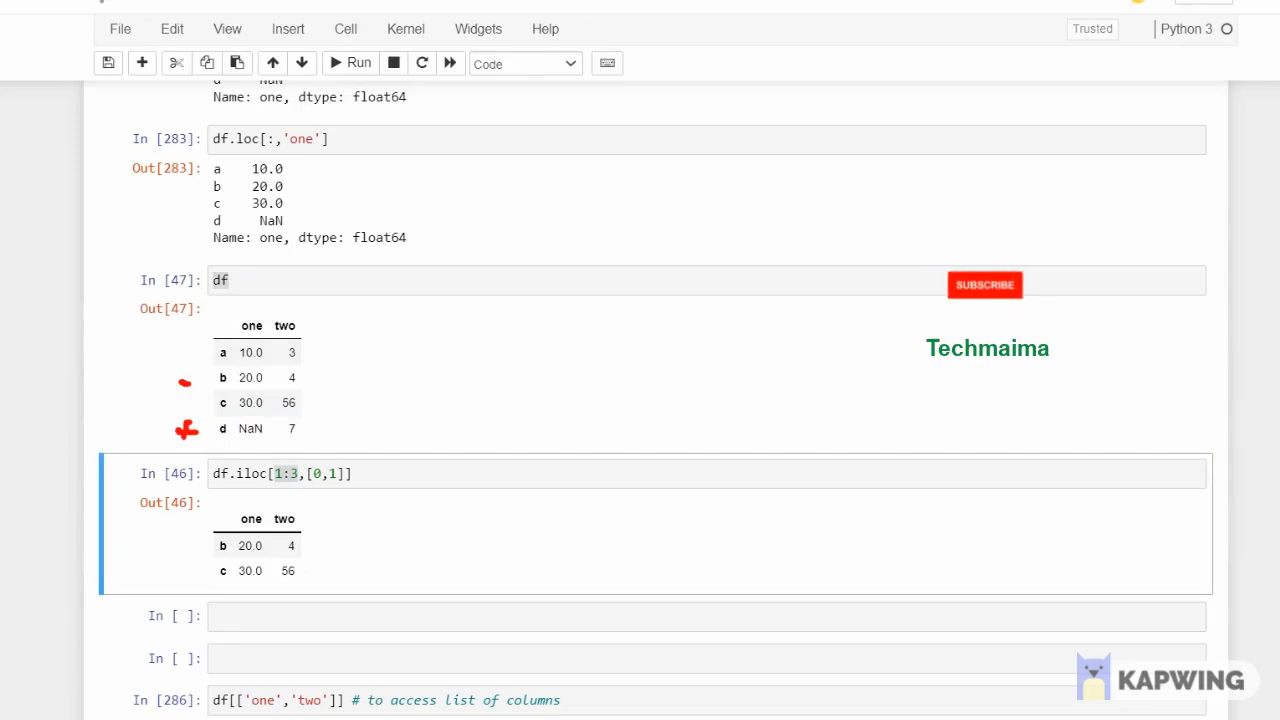 File Edit View Insert Cell Kernel Widgets Help Trusted Python 3
Run Code
NaN
Name: one, dtype: float64
In [283]: df.loc[:,'one']
Out[283]: a 10.0
b 20.0
c 30.0
d NaN
Name: one, dtype: float64
In [47]: df
SUBSCRIBE
Out[47]:
one two
Techmaima
a 10.0 3
b 20.0 4
c 30.0 56
d NaN 7
In [46]: df.iloc[1:3,[0,1]]
Out[46]:
one two
b 20.0 4
c 30.0 56
In [ ]:
In [ ]:
KAPWING
In [286]: df[['one','two']] # to access list of columns